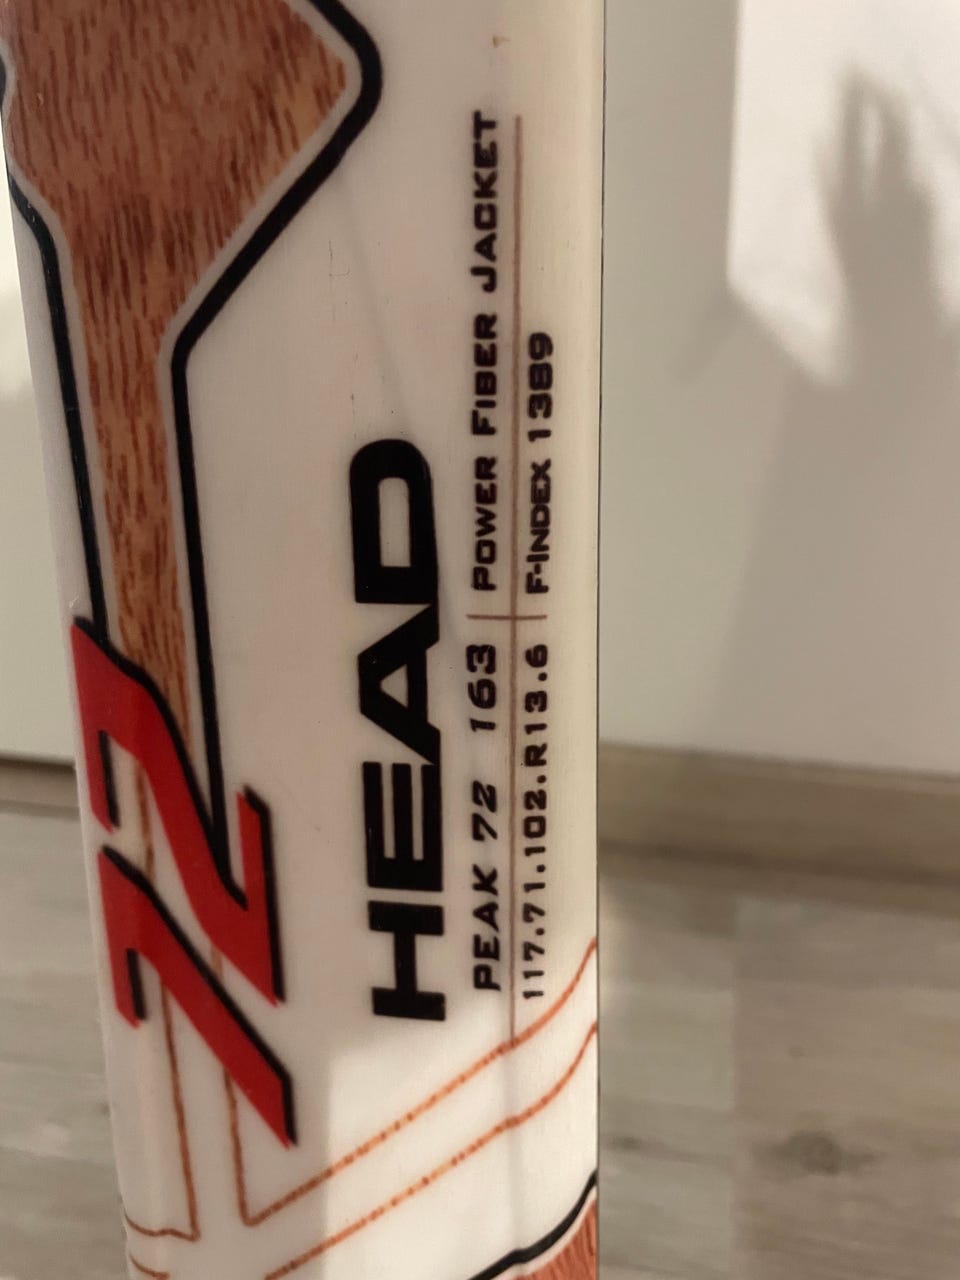 72
HEAD
PEAK 72 163 POWER FIBER JACKET
117.71.102.R13.6 F-INDEX 1389